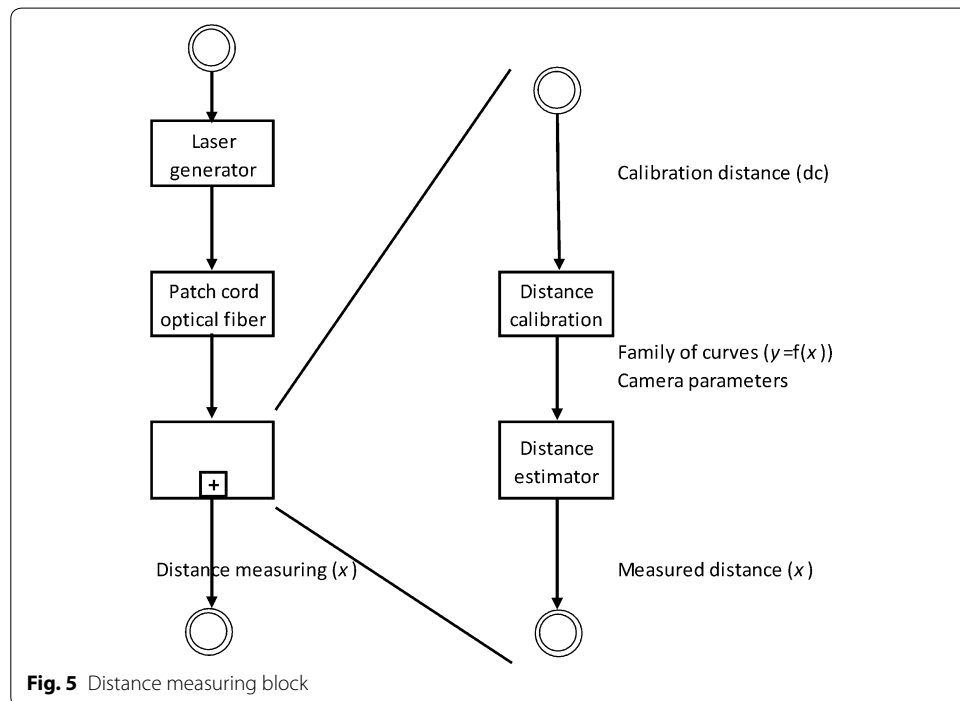 Laser
generator
Patch cord
optical fiber
+
Distance measuring (x)
Calibration distance (dc)
Distance
calibration
Family of curves (y=f(x))
Camera parameters
Distance
estimator
Measured distance (x)
Fig. 5 Distance measuring block